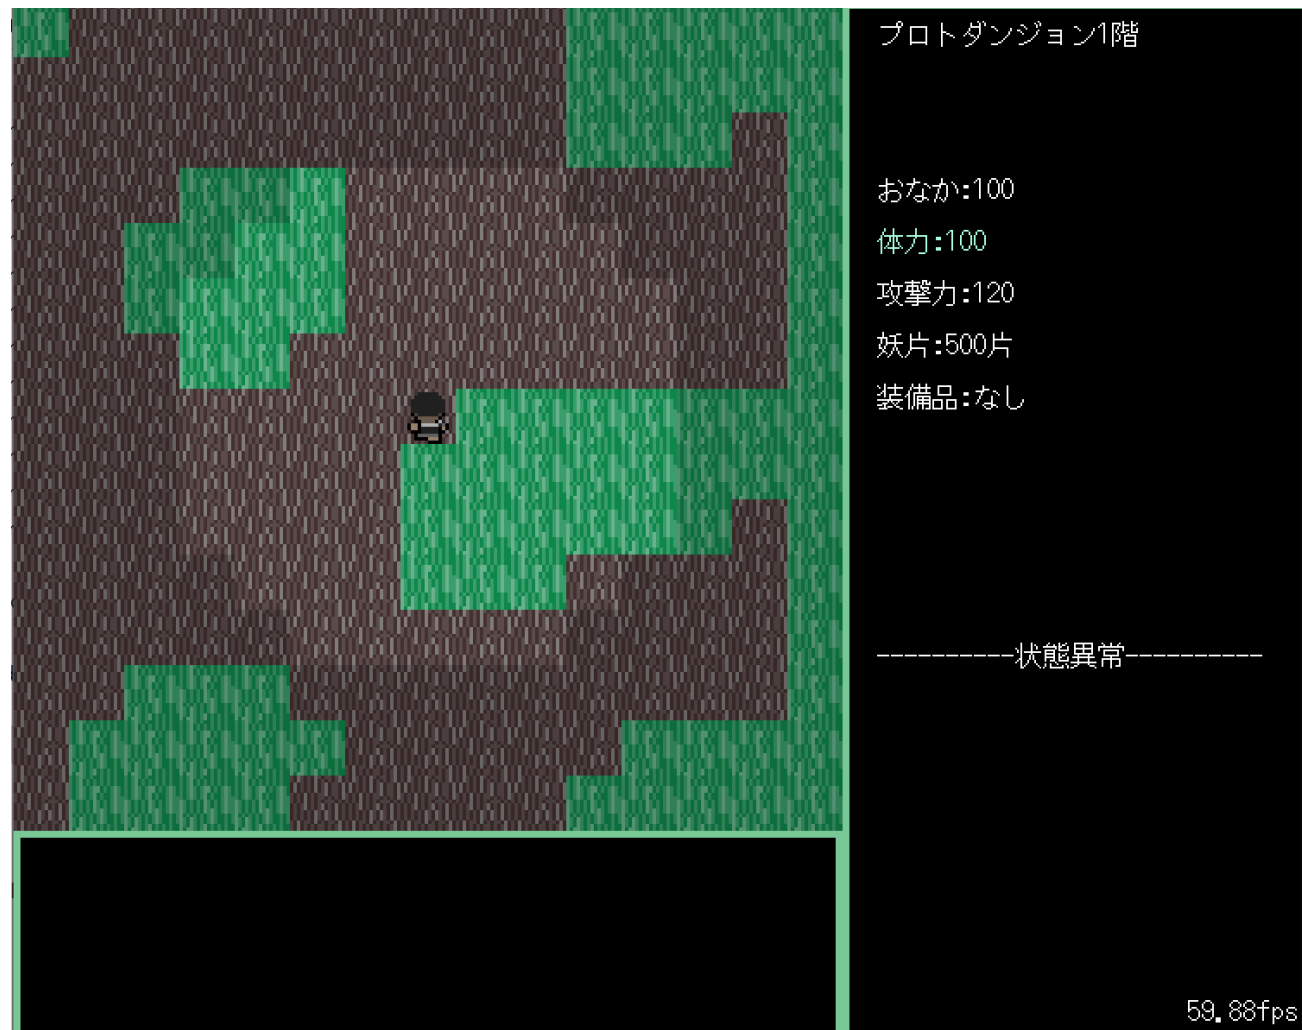 プロトダンジョン1階
おなか:100
体力:100
攻撃力:120
妖片:500片
装備品:なし
----------状態異常----------
59.88fps